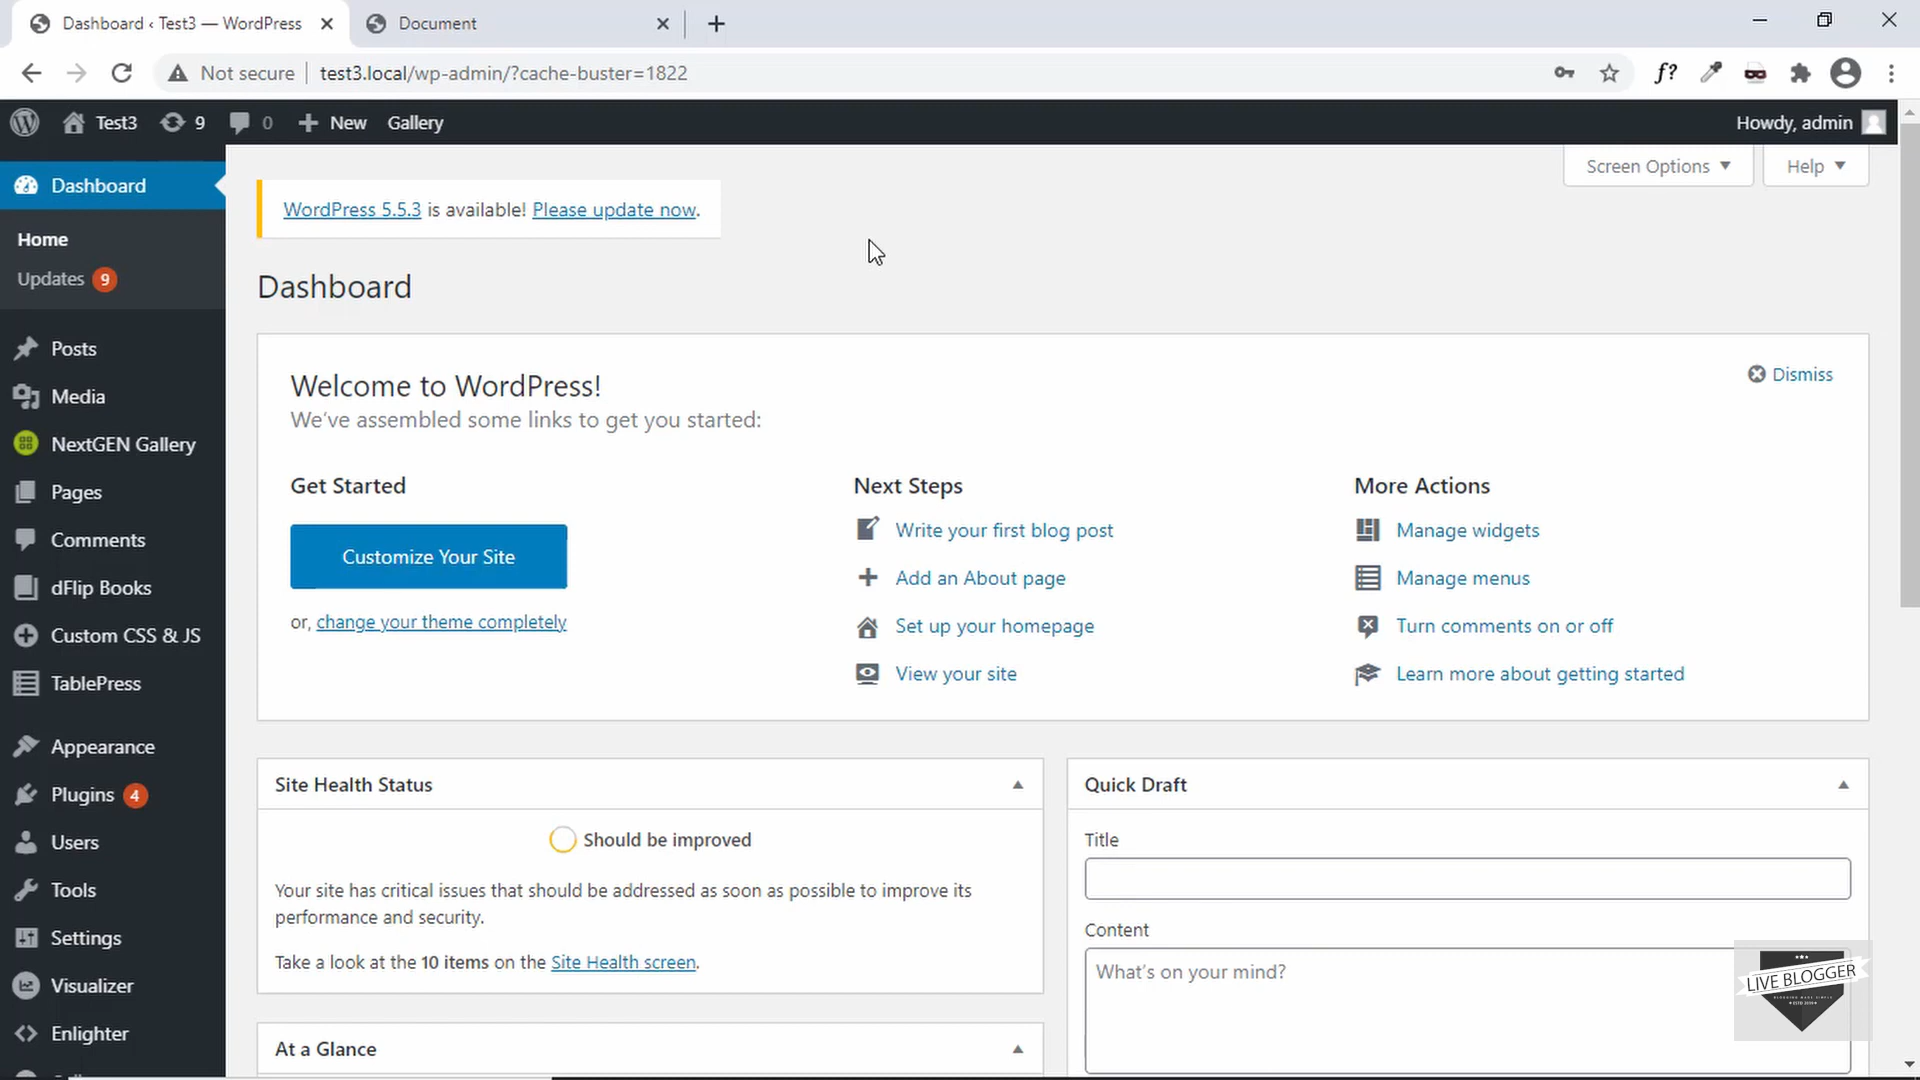 Dashboard ‹ Test3 — WordPress
Document
Not secure
test3.local/wp-admin/?cache-buster=1822
f?
Test3
9
0
New
Gallery
Howdy, admin
Screen Options
Help
Dashboard
Home
Updates 9
Posts
Media
NextGEN Gallery
Pages
Comments
dFlip Books
Custom CSS & JS
TablePress
Appearance
Plugins 4
Users
Tools
Settings
Visualizer
Enlighter
WordPress 5.5.3 is available! Please update now.
Dashboard
Welcome to WordPress!
We’ve assembled some links to get you started:
Dismiss
Get Started
Customize Your Site
or, change your theme completely
Next Steps
Write your first blog post
Add an About page
Set up your homepage
View your site
More Actions
Manage widgets
Manage menus
Turn comments on or off
Learn more about getting started
Site Health Status
Should be improved
Your site has critical issues that should be addressed as soon as possible to improve its
performance and security.
Take a look at the 10 items on the Site Health screen.
At a Glance
Quick Draft
Title
Content
What’s on your mind?
LIVE BLOGGER